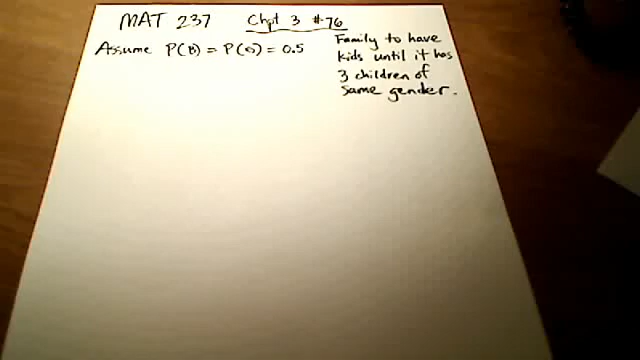 MAT 237 Chpt 3 #76
Assume P(B) = P(G) = 0.5
Family to have
kids until it has
3 children of
same gender.